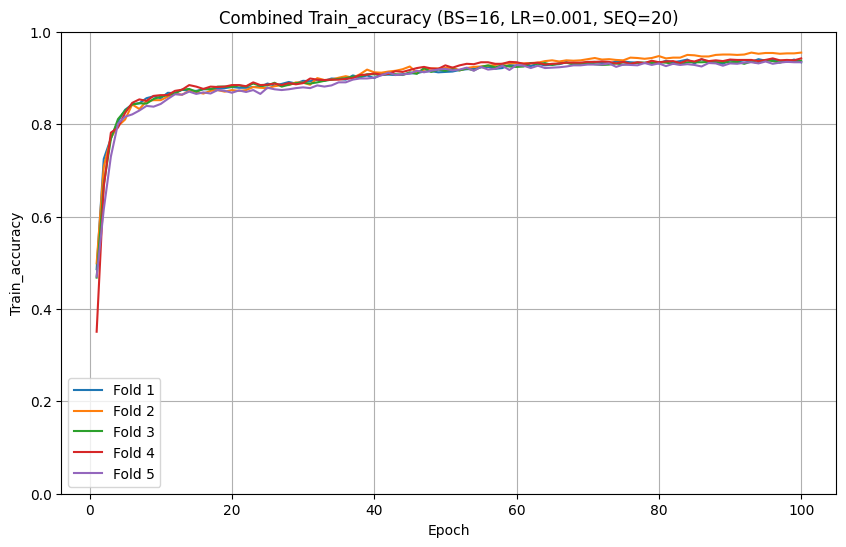 Combined Train_accuracy (BS=16, LR=0.001, SEQ=20)
Train_accuracy
1.0
0.8
0.6
0.4
0.2
0.0
Fold 1
Fold 2
Fold 3
Fold 4
Fold 5
0 20 40 60 80 100
Epoch